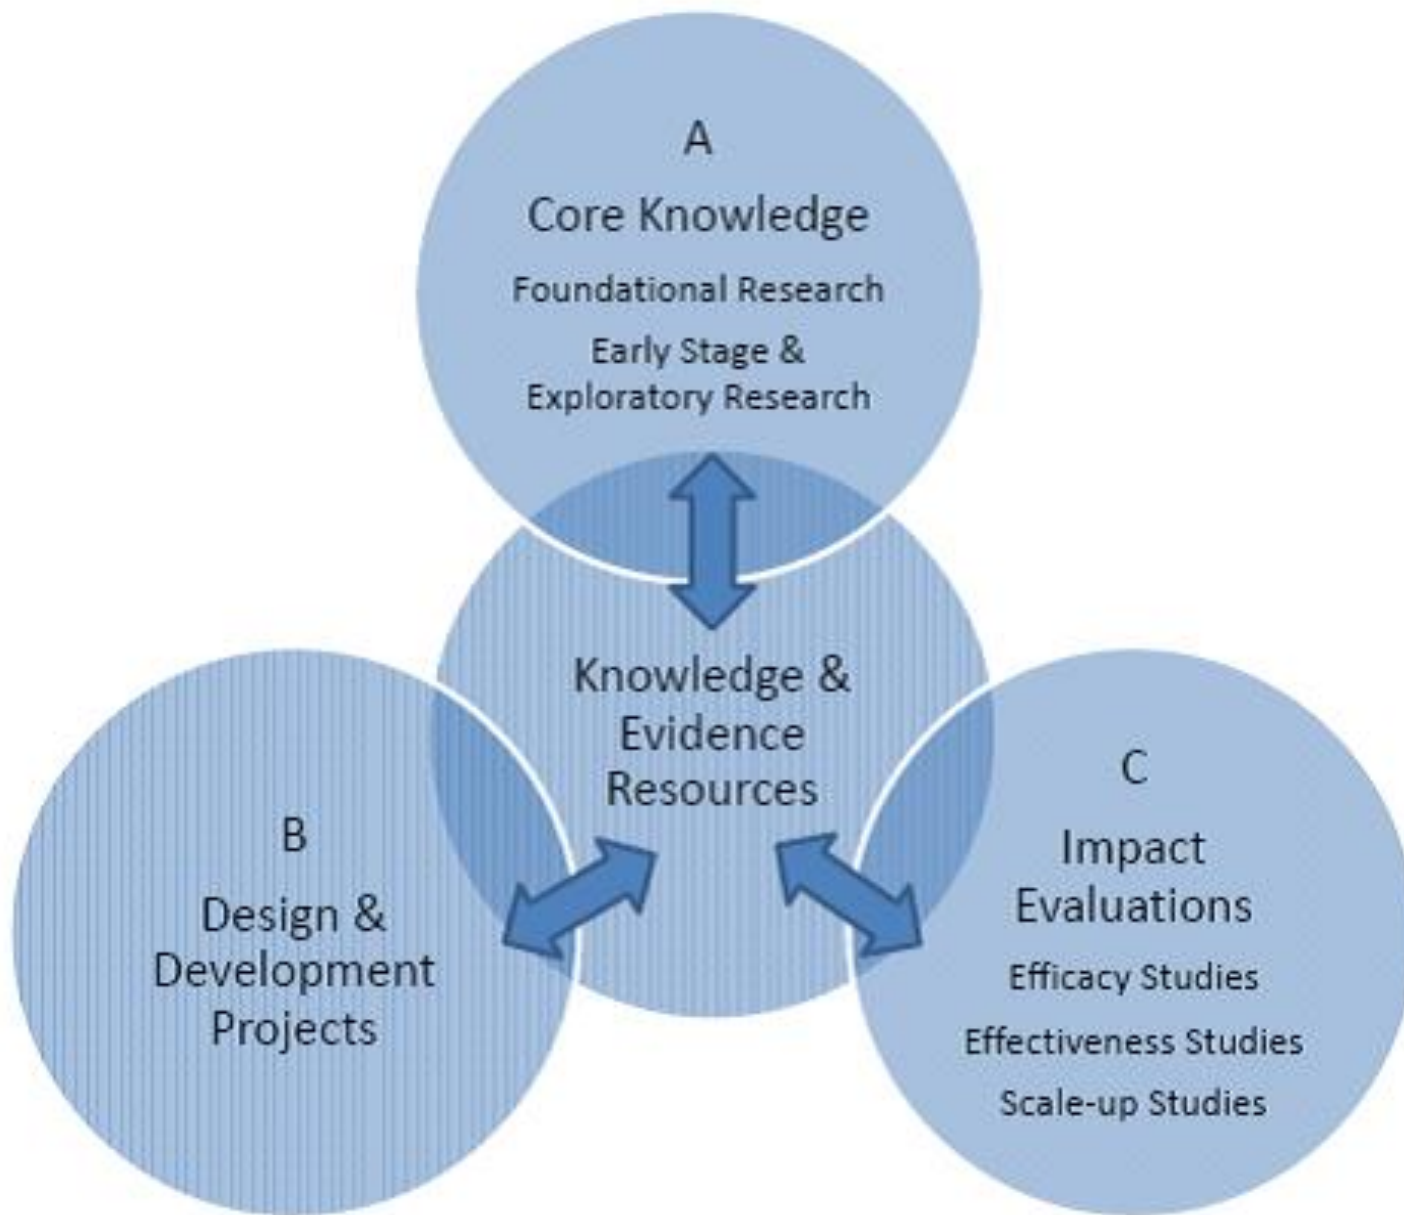 A
Core Knowledge
Foundational Research
Early Stage &
Exploratory Research
Knowledge &
Evidence
Resources
B
Design &
Development
Projects
C
Impact
Evaluations
Efficacy Studies
Effectiveness Studies
Scale-up Studies